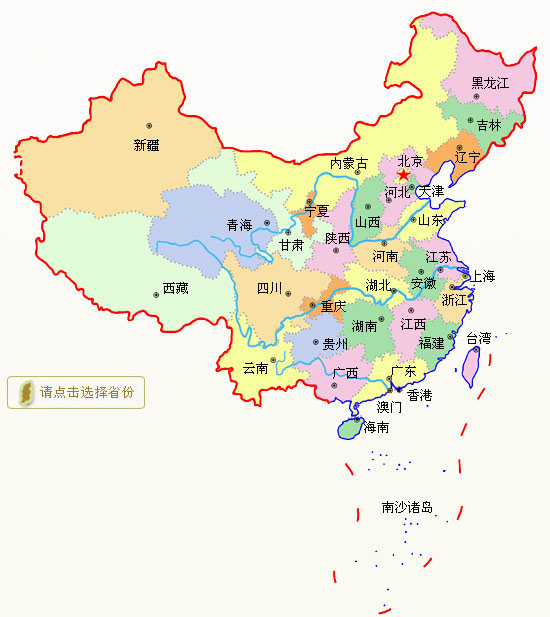 黑龙江
吉林
辽宁
新疆
内蒙古
北京
天津
河北
宁夏
山西
山东
青海
甘肃
陕西
河南
江苏
上海
安徽
西藏
四川
湖北
浙江
重庆
湖南
江西
贵州
福建
台湾
云南
广西
广东
香港
澳门
请点击选择省份
海南
南沙诸岛